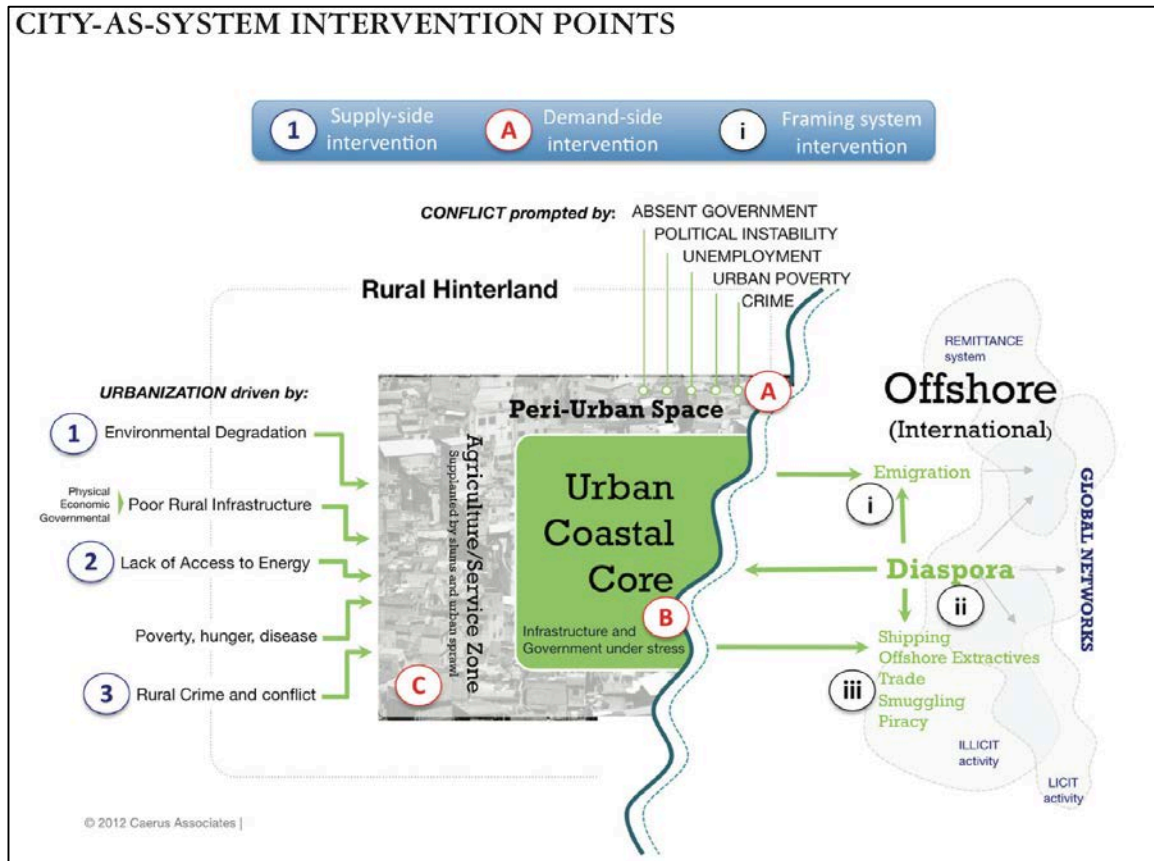 CITY-AS-SYSTEM INTERVENTION POINTS
1 Supply-side
intervention
A Demand-side
intervention
i Framing system
intervention
CONFLICT prompted by:
ABSENT GOVERNMENT
POLITICAL INSTABILITY
UNEMPLOYMENT
URBAN POVERTY
CRIME
Rural Hinterland
URBANIZATION driven by:
1 Environmental Degradation
Physical
Economic
Governmental
Poor Rural Infrastructure
2 Lack of Access to Energy
Poverty, hunger, disease
3 Rural Crime and conflict
Peri-Urban Space
A
Agriculture/Service Zone
Supplanted by slums and urban sprawl
C
Urban
Coastal
Core
B
Infrastructure and
Government under stress
REMITTANCE
system
Offshore
(International)
Emigration
i
Diaspora
ii
Shipping
Offshore Extractives
Trade
Smuggling
Piracy
iii
GLOBAL NETWORKS
ILLICIT
activity
LICIT
activity
© 2012 Caerus Associates |